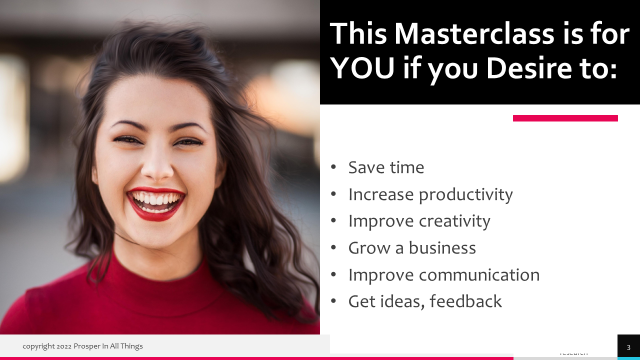 This Masterclass is for
YOU if you Desire to:
• Save time
• Increase productivity
• Improve creativity
• Grow a business
• Improve communication
• Get ideas, feedback
copyright 2022 Prosper In All Things
3